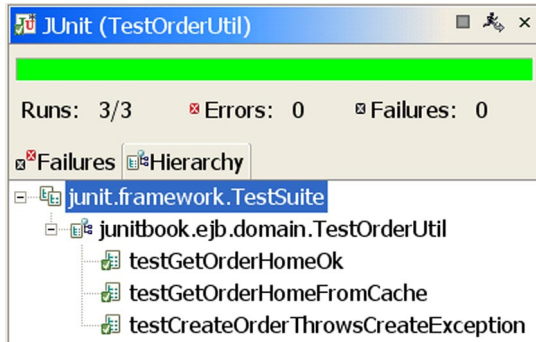 JUnit (TestOrderUtil)
Runs: 3/3 Errors: 0 Failures: 0
Failures Hierarchy
junit.framework.TestSuite
junitbook.ejb.domain.TestOrderUtil
testGetOrderHomeOk
testGetOrderHomeFromCache
testCreateOrderThrowsCreateException